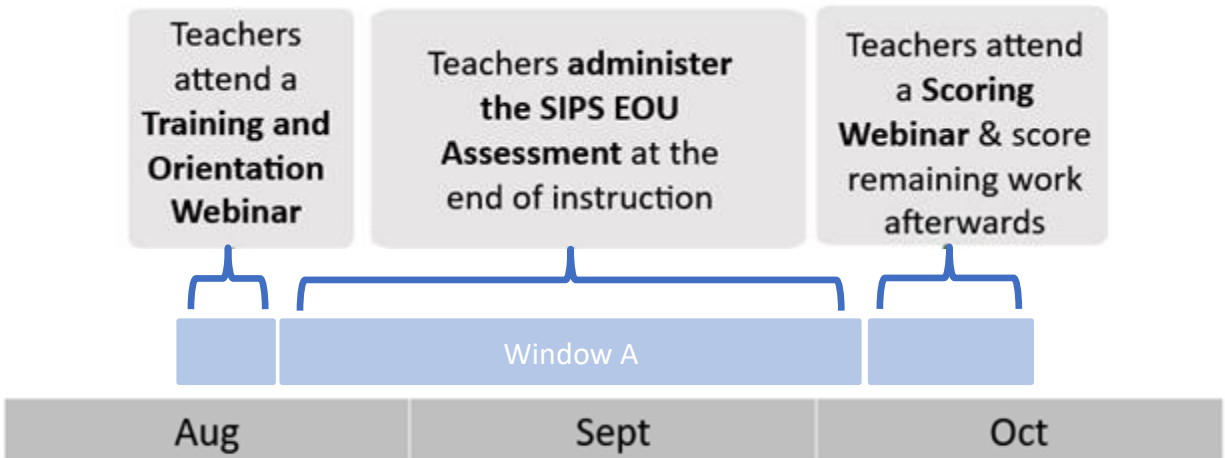 Teachers
attend a
Training and
Orientation
Webinar
Teachers administer
the SIPS EOU
Assessment at the
end of instruction
Teachers attend
a Scoring
Webinar & score
remaining work
afterwards
Window A
Aug
Sept
Oct